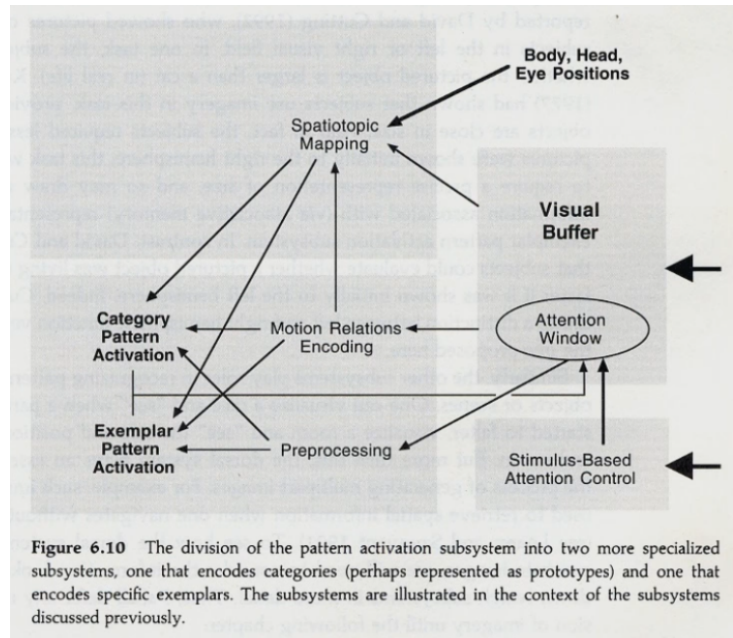 Body, Head,
Eye Positions
Spatiotopic
Mapping
Visual
Buffer
Category
Pattern
Activation
Motion Relations
Encoding
Attention
Window
Exemplar
Pattern
Activation
Preprocessing
Stimulus-Based
Attention Control
Figure 6.10 The division of the pattern activation subsystem into two more specialized
subsystems, one that encodes categories (perhaps represented as prototypes) and one that
encodes specific exemplars. The subsystems are illustrated in the context of the subsystems
discussed previously.